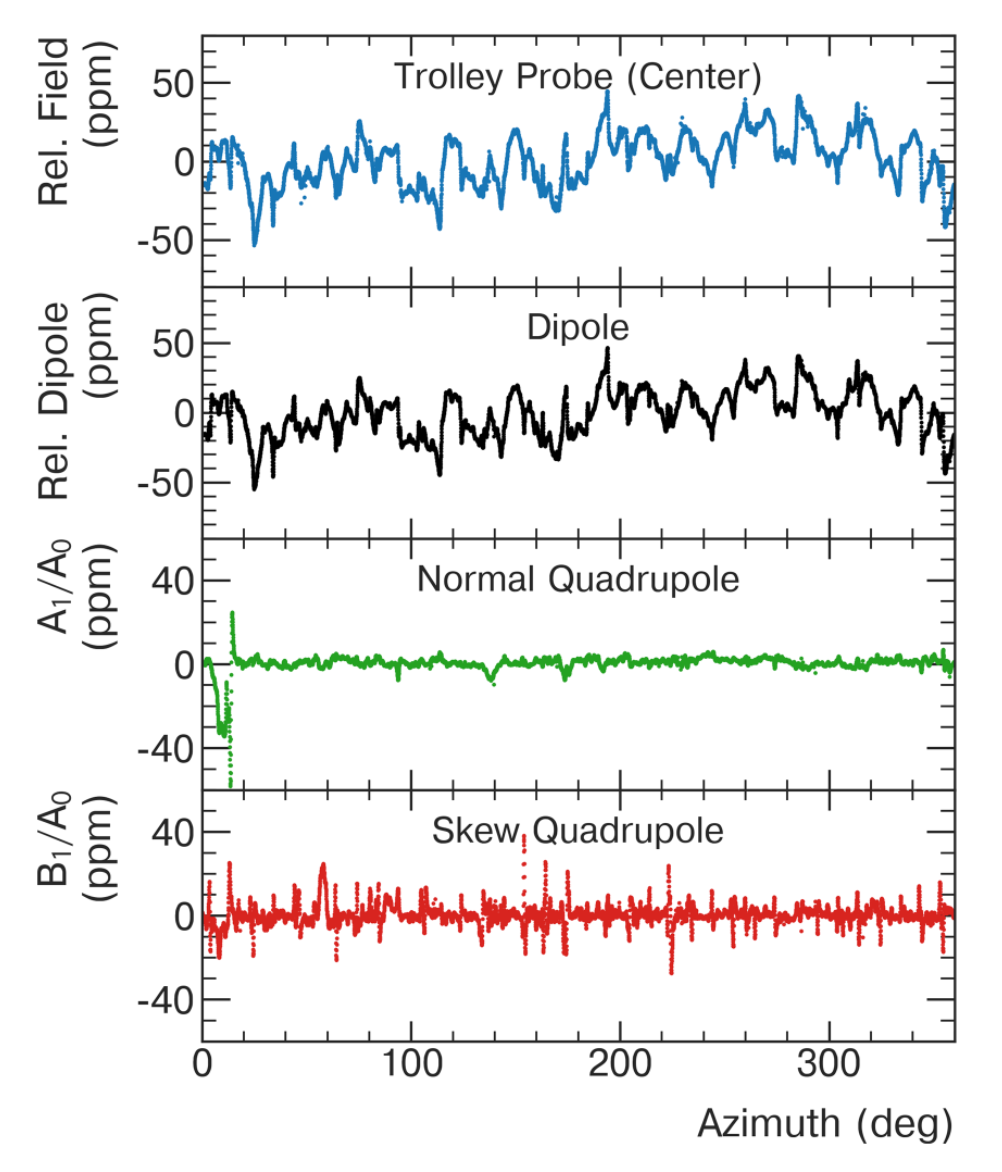 Rel. Field
(ppm)
Trolley Probe (Center)
50
0
-50
Rel. Dipole
(ppm)
Dipole
50
0
-50
A₁/A₀
(ppm)
Normal Quadrupole
40
0
-40
B₁/A₀
(ppm)
Skew Quadrupole
40
0
-40
0 100 200 300
Azimuth (deg)